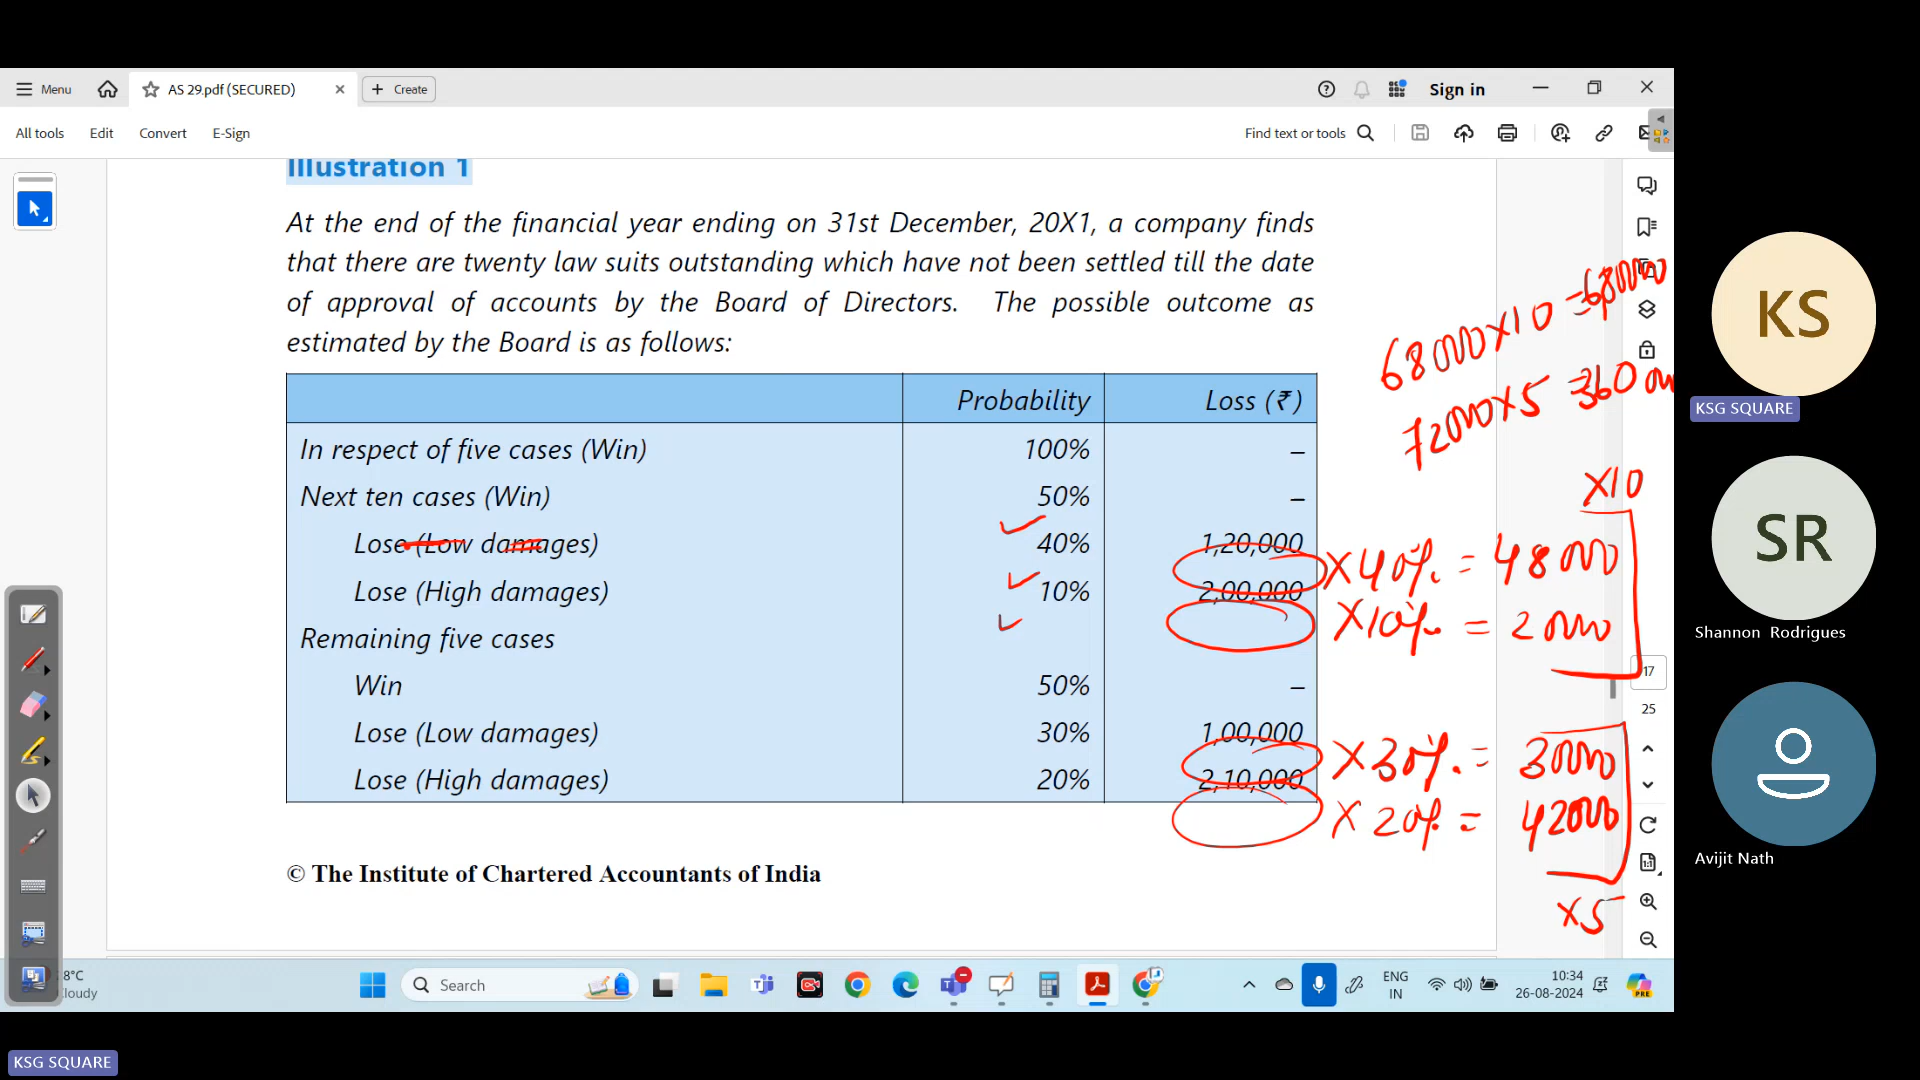 Menu
AS 29.pdf (SECURED)
Create
Sign in
All tools
Edit
Convert
E-Sign
Find text or tools
Illustration 1
At the end of the financial year ending on 31st December, 20X1, a company finds
that there are twenty law suits outstanding which have not been settled till the date
of approval of accounts by the Board of Directors. The possible outcome as
estimated by the Board is as follows:
Probability Loss (₹)
In respect of five cases (Win) 100% –
Next ten cases (Win) 50% –
Lose (Low damages) 40% 1,20,000
Lose (High damages) 10% 2,00,000
Remaining five cases
Win 50% –
Lose (Low damages) 30% 1,00,000
Lose (High damages) 20% 2,10,000
© The Institute of Chartered Accountants of India
68000X10 =
72000X5 =
X10
X40% = 48000
X10% =
X30% =
X20% = 42000
X5
17
25
1:1
KS
KSG SQUARE
SR
Shannon Rodrigues
Avijit Nath
8°C
Cloudy
Search
ENG
IN
10:34
26-08-2024
PRE
KSG SQUARE